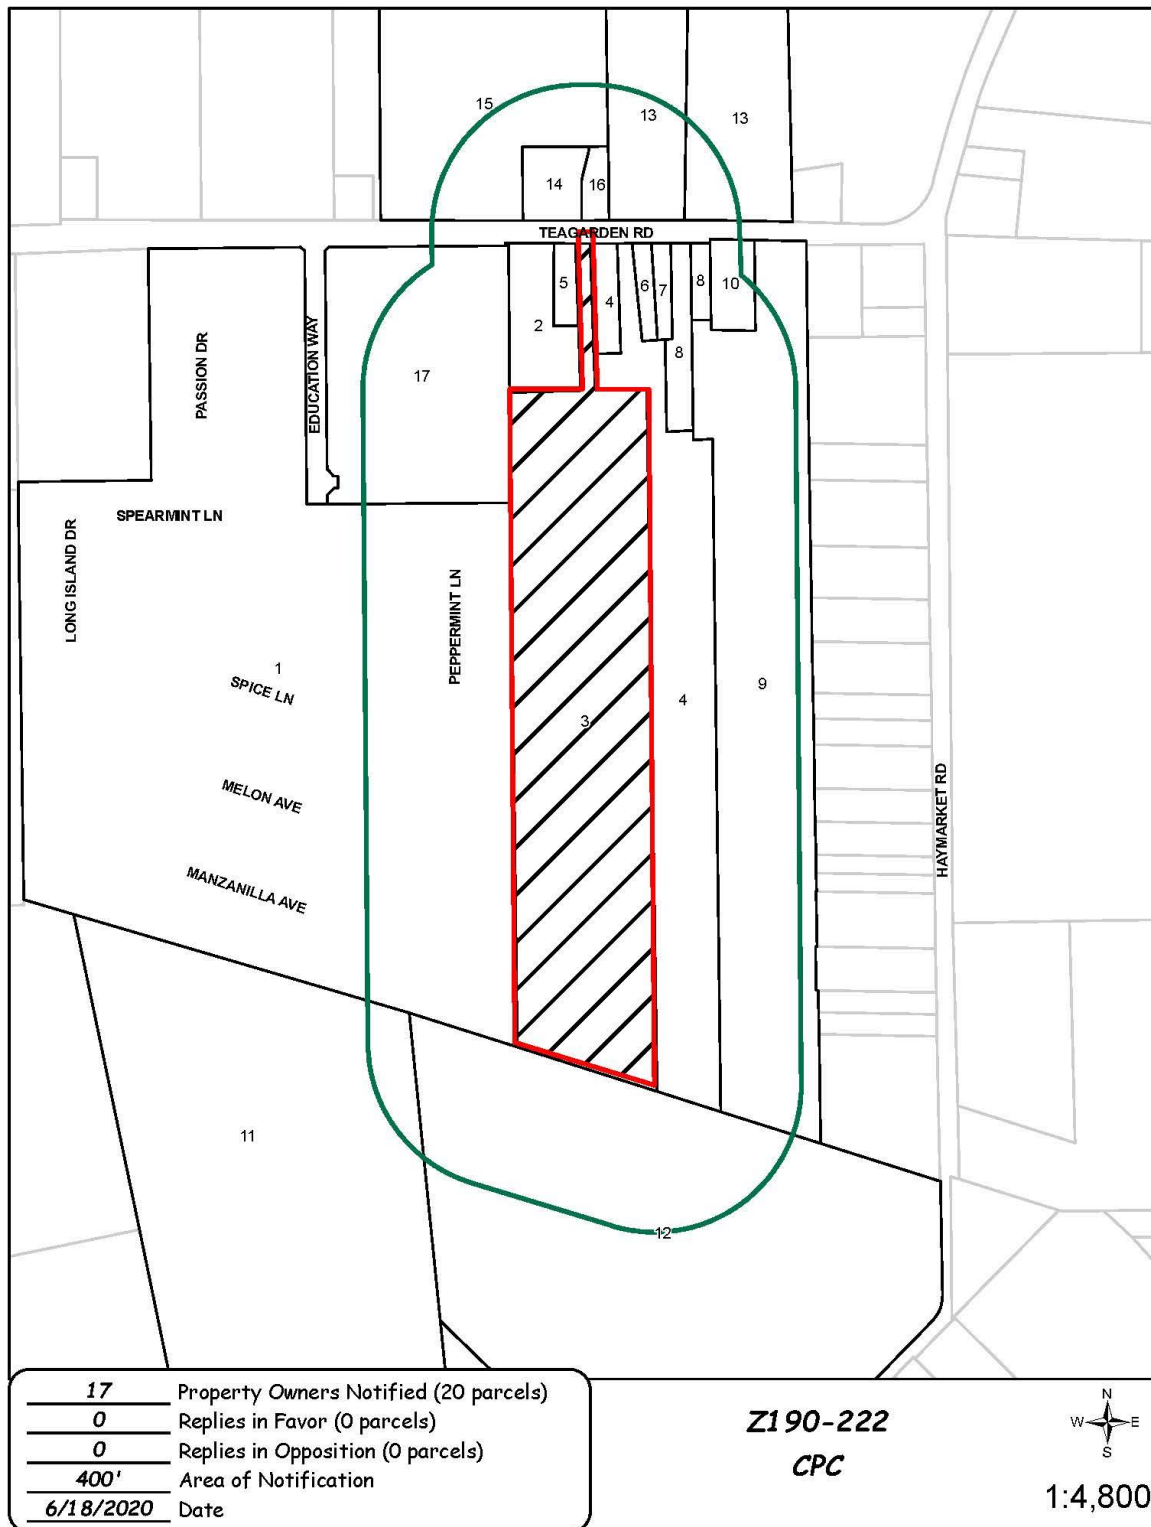 15
13
13
14
16
TEAGARDEN RD
5
4
6
7
8
10
2
8
17
EDUCATION WAY
PASSION DR
SPEARMINT LN
LONG ISLAND DR
PEPPERMINT LN
1
SPICE LN
3
4
9
MELON AVE
HAYMARKET RD
MANZANILLA AVE
11
12
17 Property Owners Notified (20 parcels)
0 Replies in Favor (0 parcels)
0 Replies in Opposition (0 parcels)
400' Area of Notification
6/18/2020 Date
Z190-222
CPC
N
W E
S
1:4,800